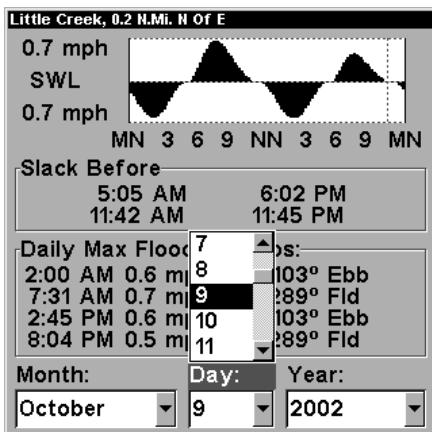 Little Creek, 0.2 N.Mi. N Of E
0.7 mph
SWL
0.7 mph
MN 3 6 9 NN 3 6 9 MN
Slack Before
5:05 AM 6:02 PM
11:42 AM 11:45 PM
Daily Max Flood
2:00 AM 0.6 103º Ebb
7:31 AM 0.7 289º Fld
2:45 PM 0.6 103º Ebb
8:04 PM 0.5 289º Fld
7
8
9
10
11
Month: Day: Year:
October 9 2002